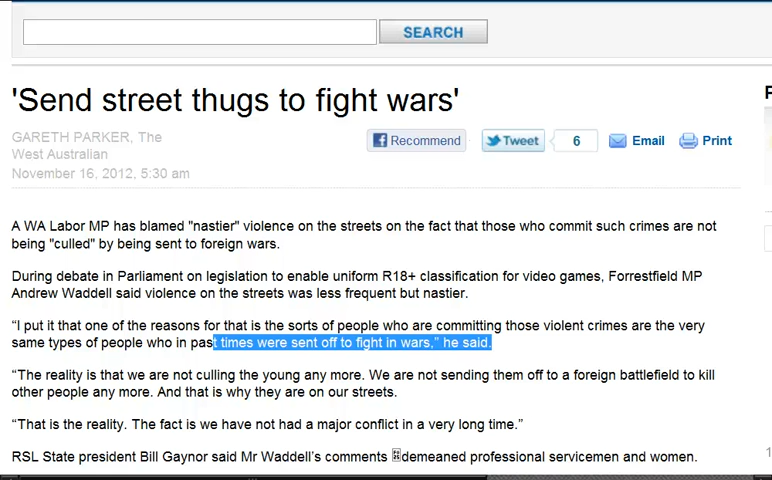 SEARCH
'Send street thugs to fight wars'
GARETH PARKER, The
West Australian
November 16, 2012, 5:30 am
Recommend
Tweet
6
Email
Print
A WA Labor MP has blamed "nastier" violence on the streets on the fact that those who commit such crimes are not
being "culled" by being sent to foreign wars.
During debate in Parliament on legislation to enable uniform R18+ classification for video games, Forrestfield MP
Andrew Waddell said violence on the streets was less frequent but nastier.
“I put it that one of the reasons for that is the sorts of people who are committing those violent crimes are the very
same types of people who in past times were sent off to fight in wars,” he said.
“The reality is that we are not culling the young any more. We are not sending them off to a foreign battlefield to kill
other people any more. And that is why they are on our streets.
“That is the reality. The fact is we have not had a major conflict in a very long time.”
RSL State president Bill Gaynor said Mr Waddell’s comments demeaned professional servicemen and women.